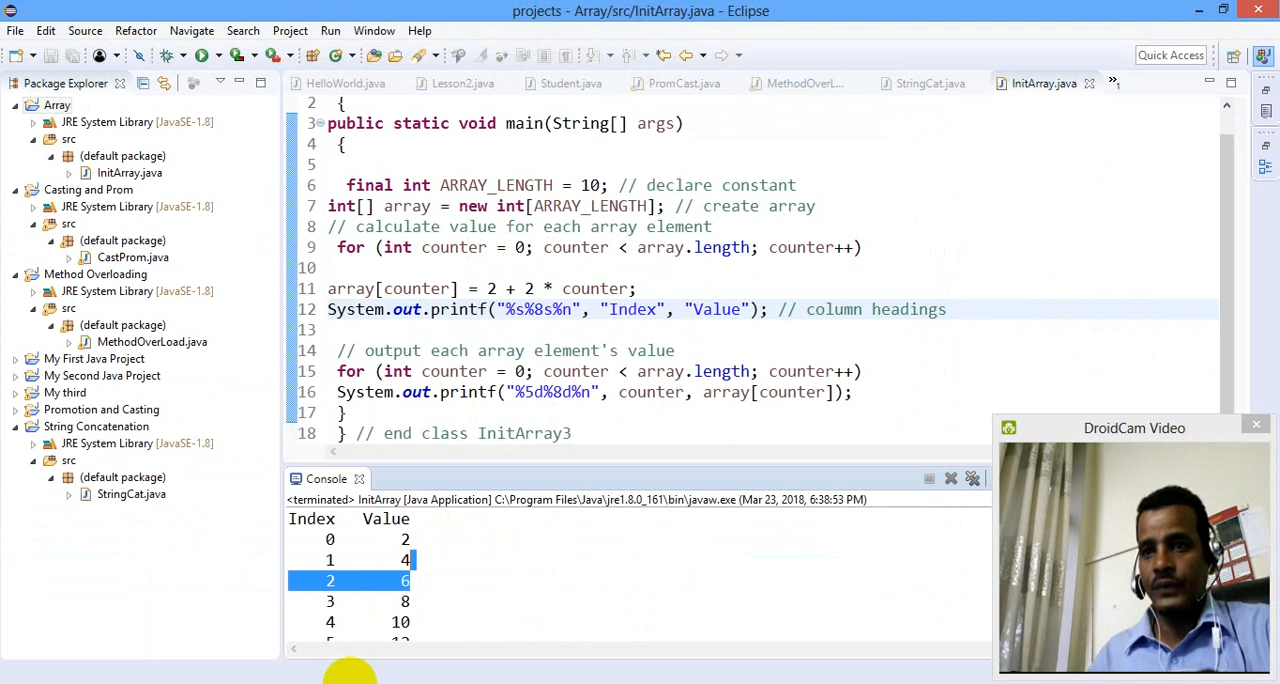 projects - Array/src/InitArray.java - Eclipse
File Edit Source Refactor Navigate Search Project Run Window Help
Quick Access
Package Explorer
HelloWorld.java
Lesson2.java
Student.java
PromCast.java
MethodOverL...
StringCat.java
InitArray.java
1
Array
JRE System Library [JavaSE-1.8]
src
(default package)
InitArray.java
Casting and Prom
JRE System Library [JavaSE-1.8]
src
(default package)
CastProm.java
Method Overloading
JRE System Library [JavaSE-1.8]
src
(default package)
MethodOverLoad.java
My First Java Project
My Second Java Project
My third
Promotion and Casting
String Concatenation
JRE System Library [JavaSE-1.8]
src
(default package)
StringCat.java
2 {
3 public static void main(String[] args)
4 {
5
6 final int ARRAY_LENGTH = 10; // declare constant
7 int[] array = new int[ARRAY_LENGTH]; // create array
8 // calculate value for each array element
9 for (int counter = 0; counter < array.length; counter++)
10
11 array[counter] = 2 + 2 * counter;
12 System.out.printf("%s%8s%n", "Index", "Value"); // column headings
13
14 // output each array element's value
15 for (int counter = 0; counter < array.length; counter++)
16 System.out.printf("%5d%8d%n", counter, array[counter]);
17 }
18 } // end class InitArray3
Console
<terminated> InitArray [Java Application] C:\Program Files\Java\jre1.8.0_161\bin\javaw.exe (Mar 23, 2018, 6:38:53 PM)
Index Value
0 2
1 4
2 6
3 8
4 10
5 12
DroidCam Video